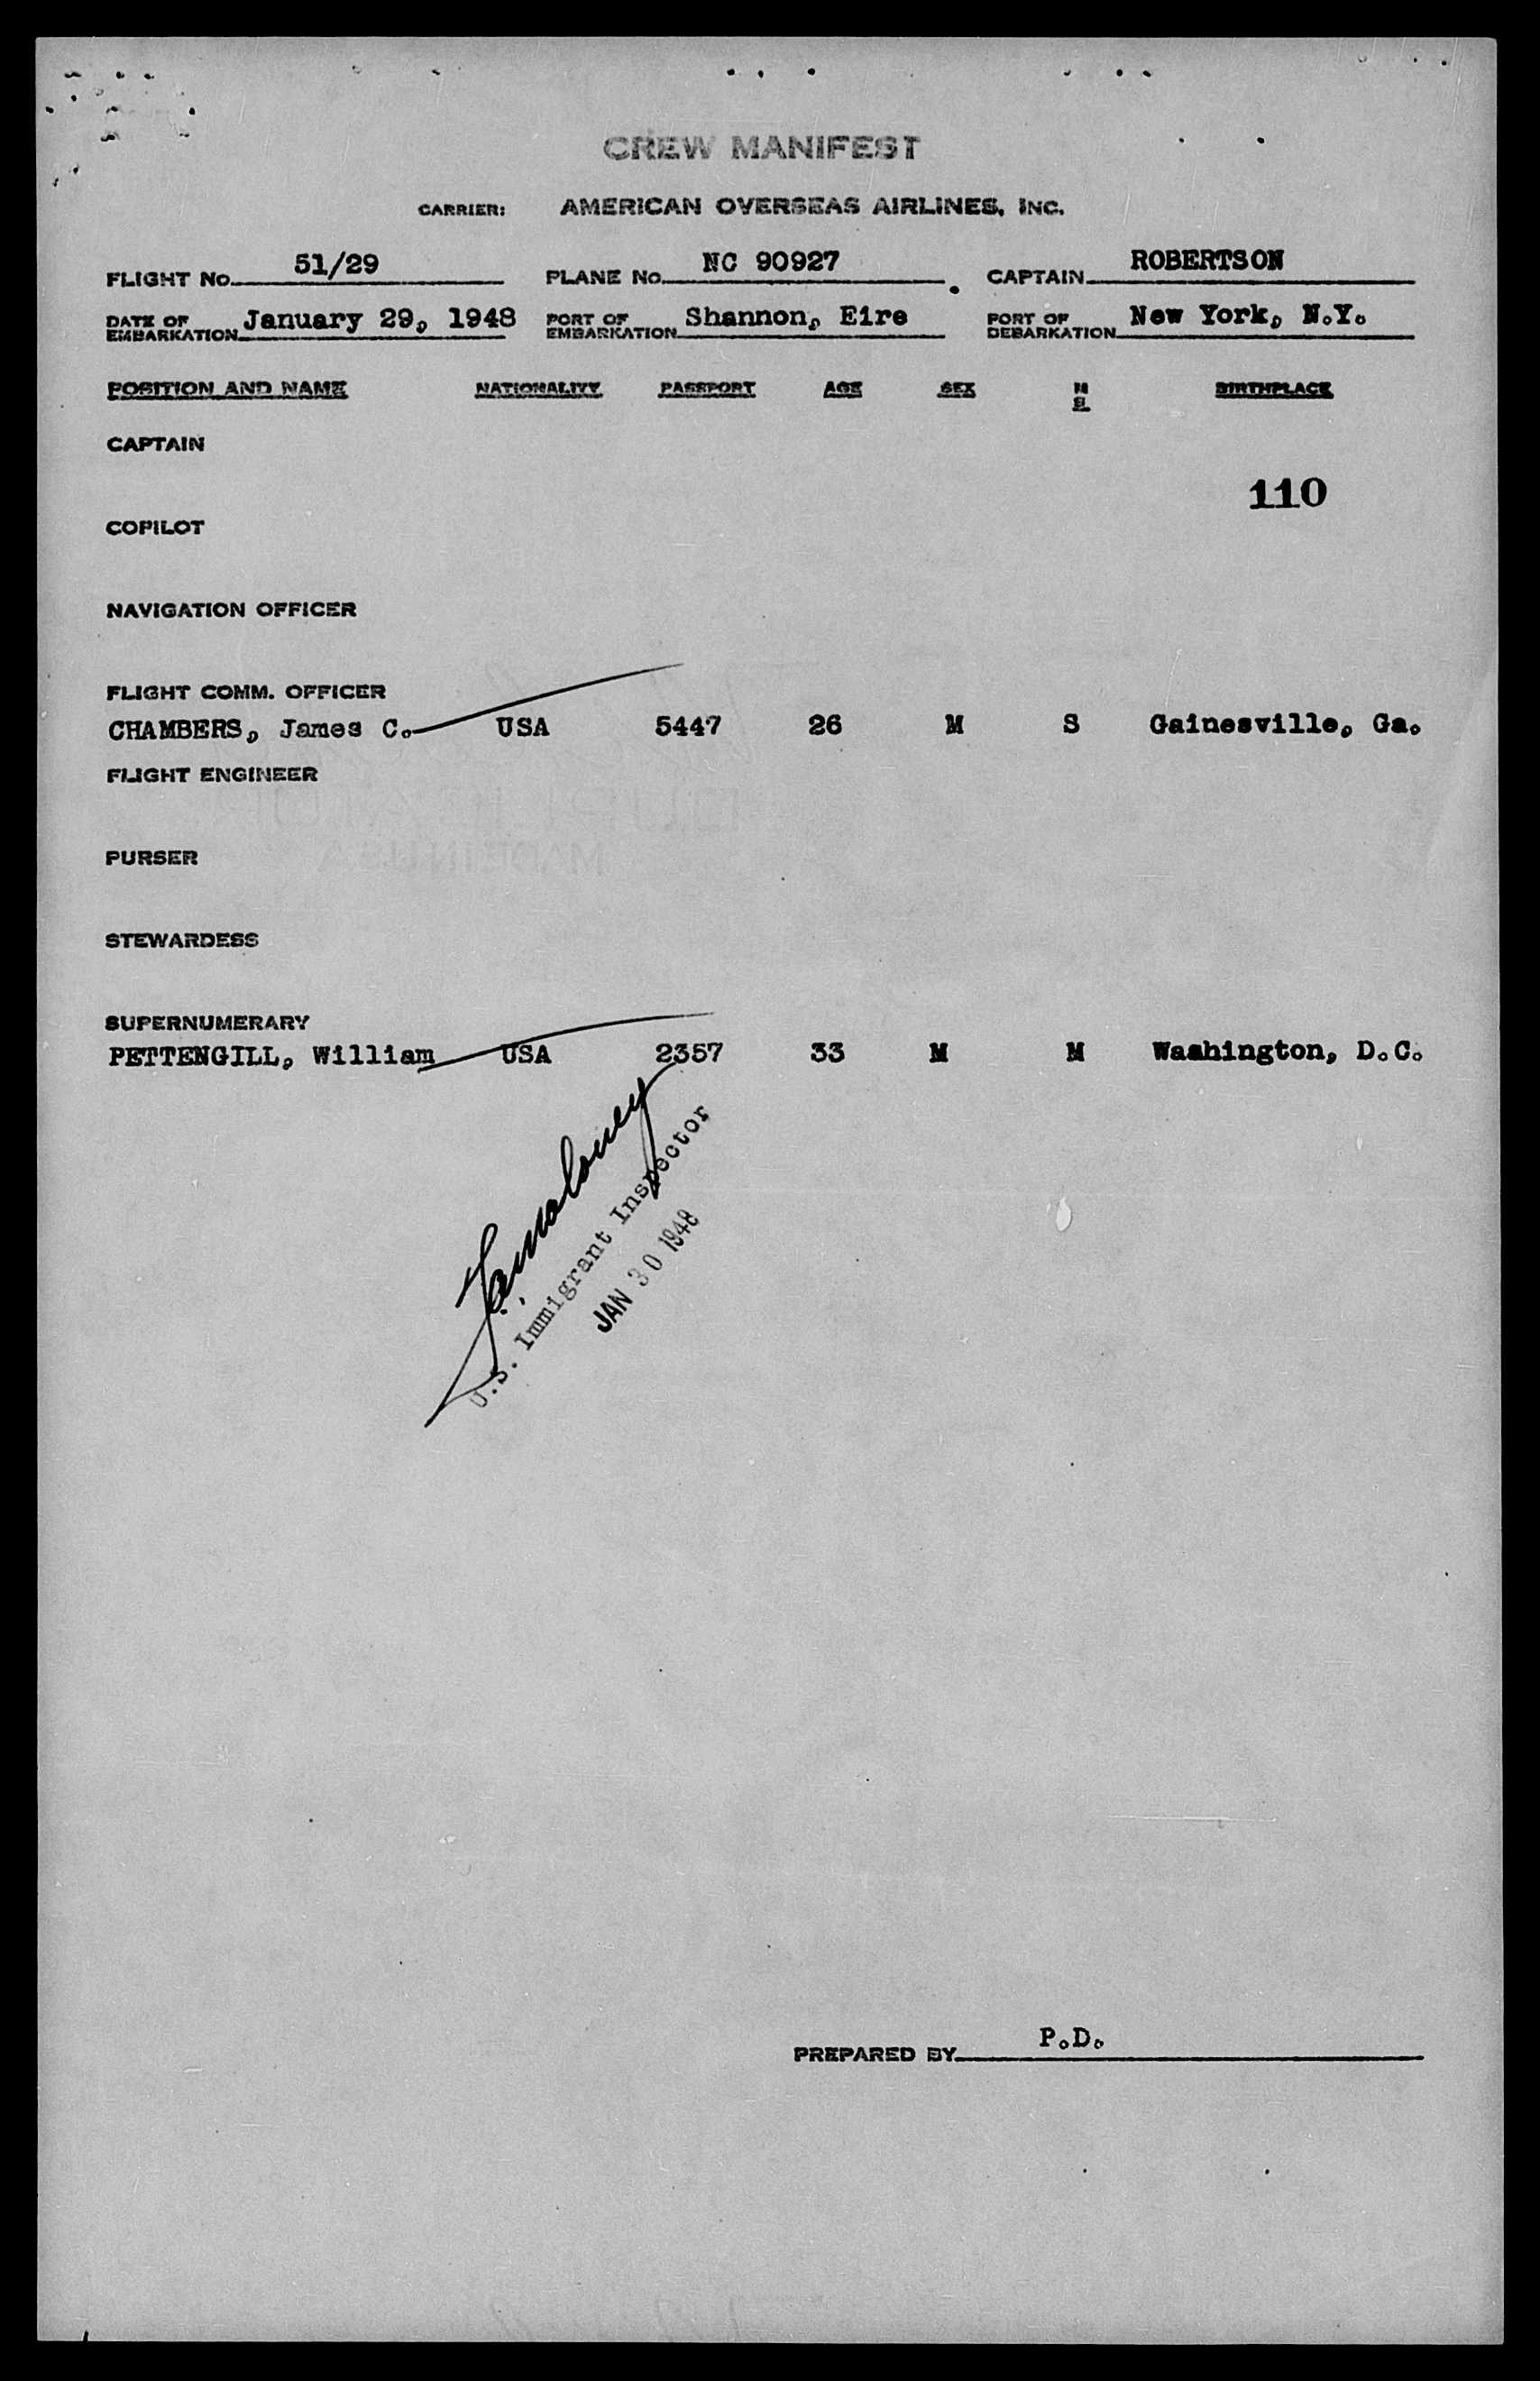 CREW MANIFEST
CARRIER: AMERICAN OVERSEAS AIRLINES, INC.
FLIGHT No. 51/29 PLANE No. NC 90927 CAPTAIN ROBERTSON
DATE OF EMBARKATION January 29, 1948 PORT OF EMBARKATION Shannon, Eire PORT OF DEBARKATION New York, N.Y.
POSITION AND NAME NATIONALITY PASSPORT AGE SEX M S BIRTHPLACE
CAPTAIN
110
COPILOT
NAVIGATION OFFICER
FLIGHT COMM. OFFICER
CHAMBERS, James C. USA 5447 26 M S Gainesville, Ga.
FLIGHT ENGINEER
PURSER
STEWARDESS
SUPERNUMERARY
PETTENGILL, William USA 2357 33 M M Washington, D.C.
U.S. Immigrant Inspector
JAN 30 1948
PREPARED BY P.D.